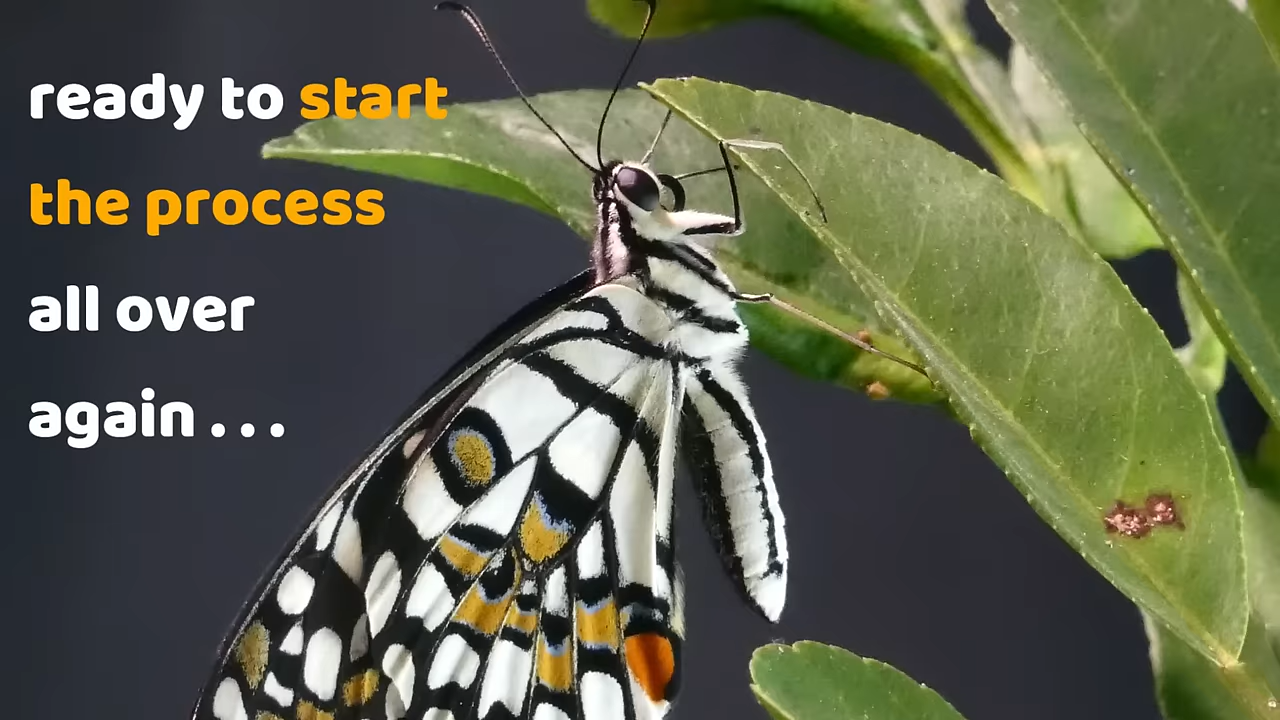 ready to start
the process
all over
again . . .